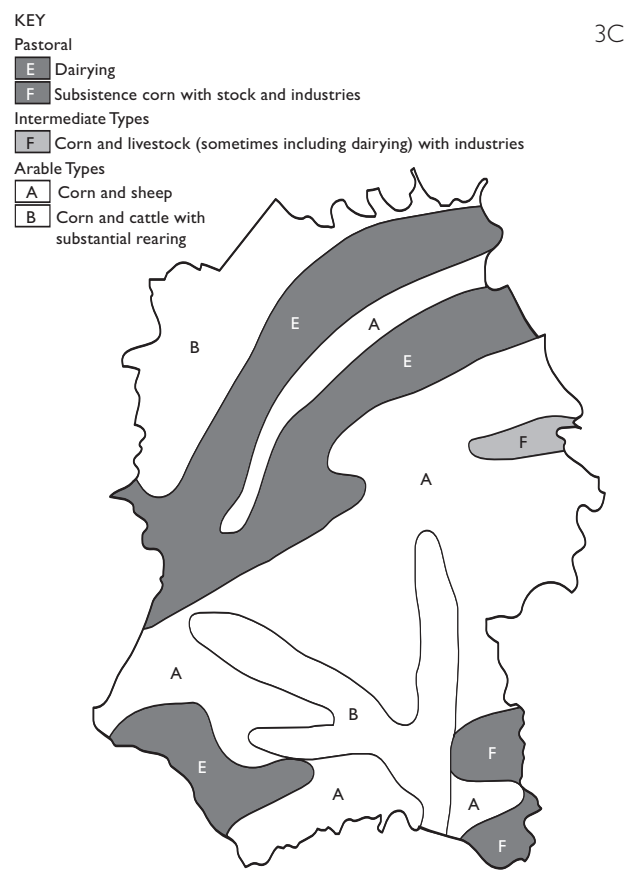 KEY
3C
Pastoral
E Dairying
F Subsistence corn with stock and industries
Intermediate Types
F Corn and livestock (sometimes including dairying) with industries
Arable Types
A Corn and sheep
B Corn and cattle with
substantial rearing
E
A
B
E
F
A
A
B
F
E
A
A
F